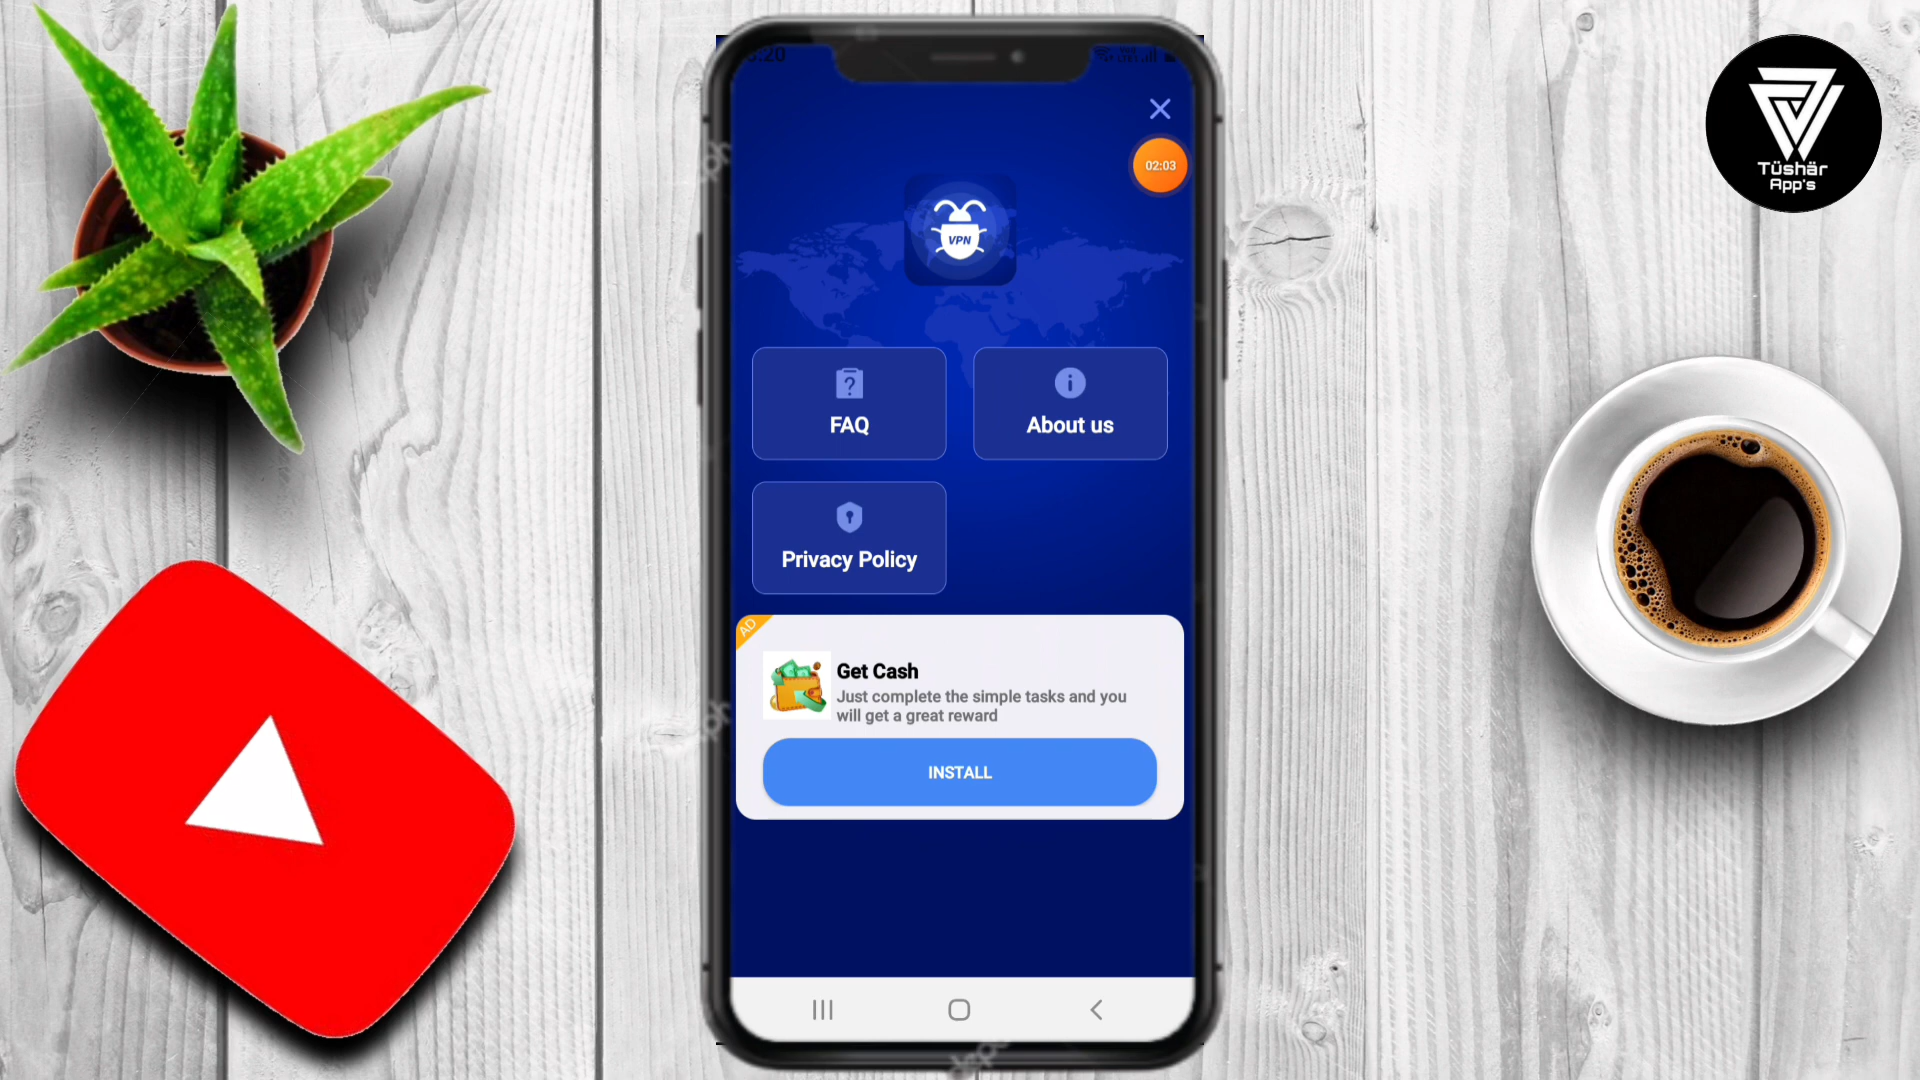 02:03
Tüshär
App's
VPN
FAQ
About us
Privacy Policy
AD
Get Cash
Just complete the simple tasks and you
will get a great reward
INSTALL